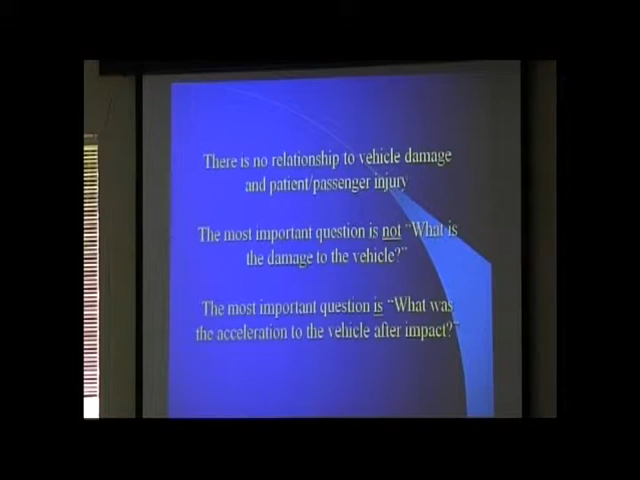 There is no relationship to vehicle damage
and patient/passenger injury
The most important question is not "What is
the damage to the vehicle?"
The most important question is "What was
the acceleration to the vehicle after impact?"